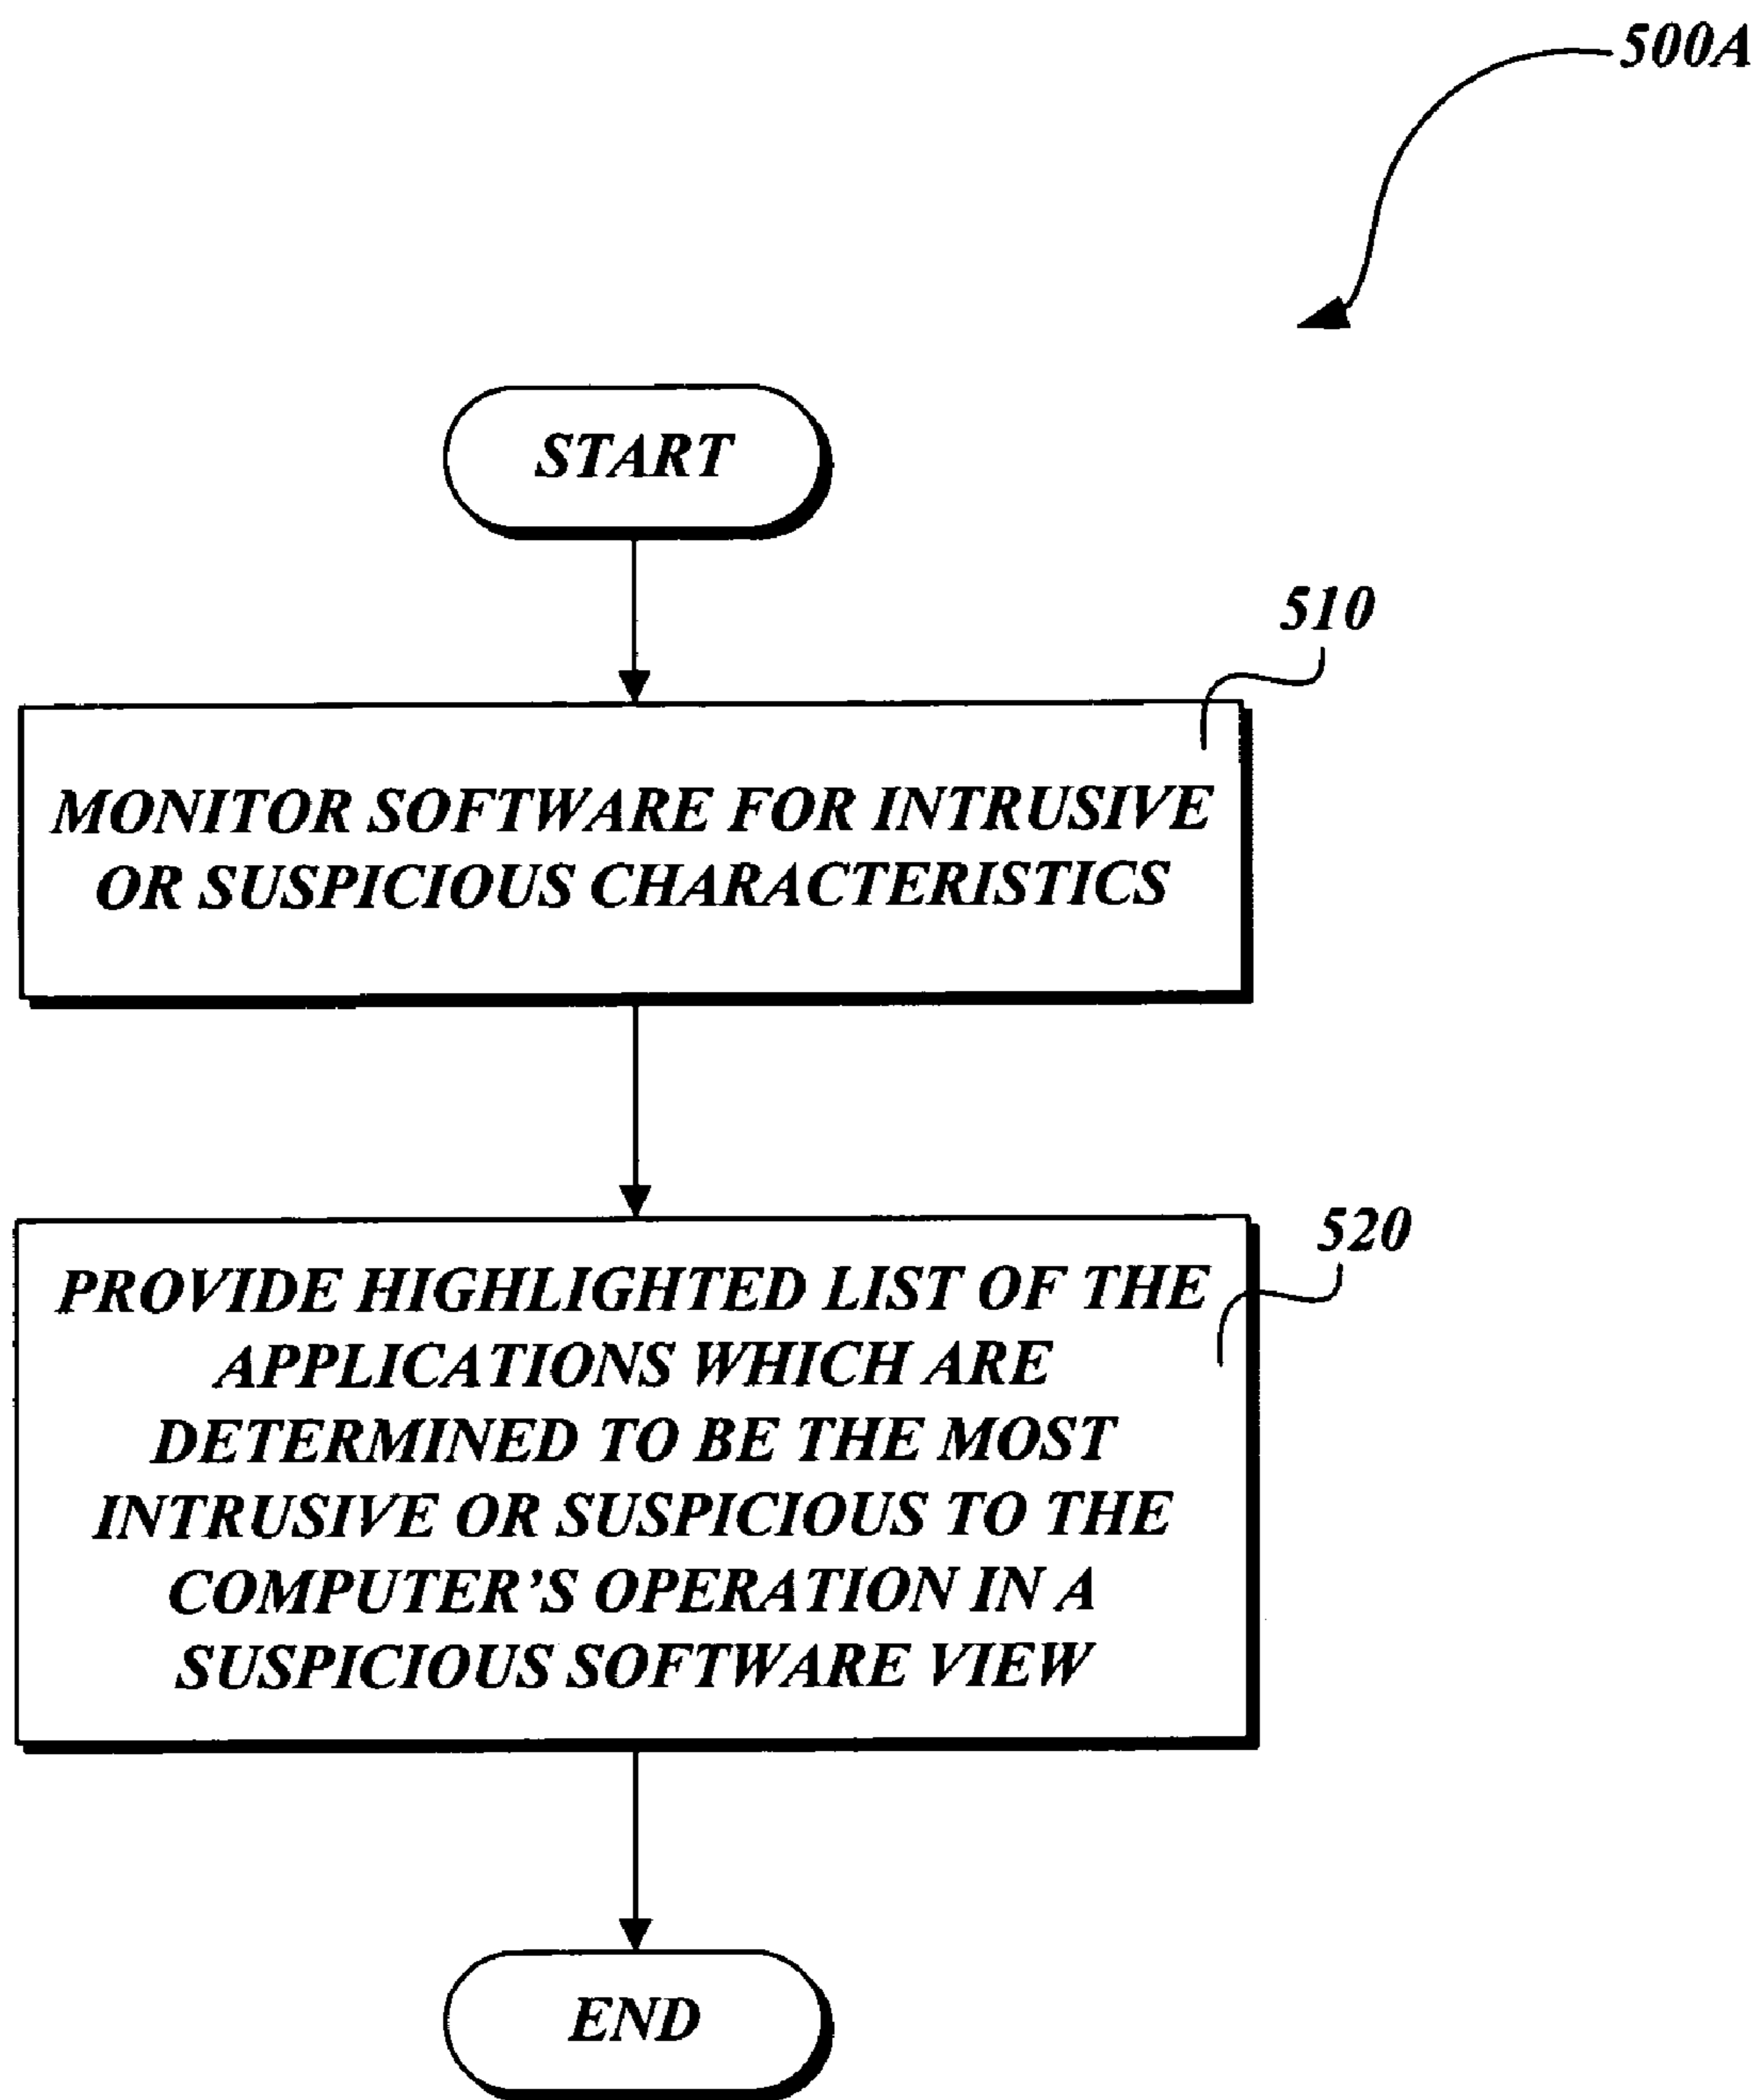 500A
START
510
MONITOR SOFTWARE FOR INTRUSIVE
OR SUSPICIOUS CHARACTERISTICS
520
PROVIDE HIGHLIGHTED LIST OF THE
APPLICATIONS WHICH ARE
DETERMINED TO BE THE MOST
INTRUSIVE OR SUSPICIOUS TO THE
COMPUTER’S OPERATION IN A
SUSPICIOUS SOFTWARE VIEW
END